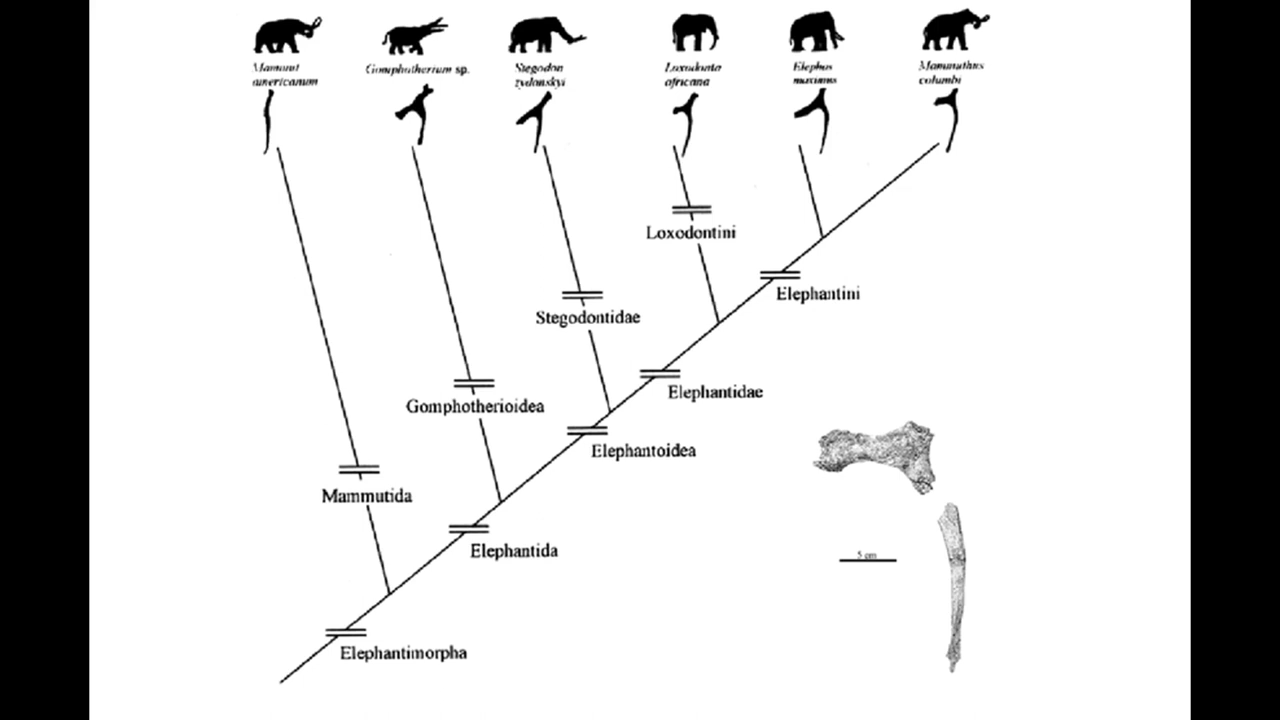 Mammut
americanum
Gomphotherium sp.
Stegodon
zydanskyi
Loxodonta
africana
Elephas
maximus
Mammuthus
columbi
Loxodontini
Elephantini
Stegodontidae
Elephantidae
Gomphotherioidea
Elephantoidea
Mammutida
Elephantida
5 cm
Elephantimorpha